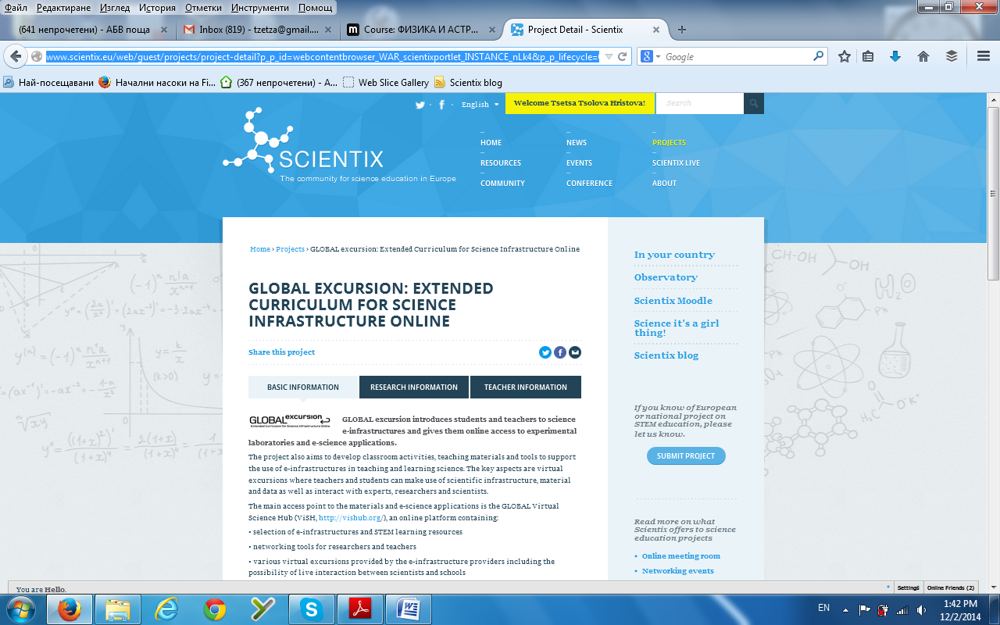 Файл Редактиране Изглед История Отметки Инструменти Помощ
(641 непрочетени) - АБВ поща
Inbox (819) - tzetza@gmail....
Course: ФИЗИКА И АСТР...
Project Detail - Scientix
www.scientix.eu/web/guest/projects/project-detail?p_p_id=webcontentbrowser_WAR_scientixportlet_INSTANCE_nLk4&p_p_lifecycle=
Google
Най-посещавани
Начални насоки на Fi...
(367 непрочетени) - А...
Web Slice Gallery
Scientix blog
English
Welcome Tsetsa Tsolova Hristova!
Search
SCIENTIX
The community for science education in Europe
HOME NEWS PROJECTS
RESOURCES EVENTS SCIENTIX LIVE
COMMUNITY CONFERENCE ABOUT
Home › Projects › GLOBAL excursion: Extended Curriculum for Science Infrastructure Online
GLOBAL EXCURSION: EXTENDED
CURRICULUM FOR SCIENCE
INFRASTRUCTURE ONLINE
Share this project
BASIC INFORMATION RESEARCH INFORMATION TEACHER INFORMATION
GLOBAL excursion
Extended Curriculum For Science Infrastructure Online
GLOBAL excursion introduces students and teachers to science
e-infrastructures and gives them online access to experimental
laboratories and e-science applications.
The project also aims to develop classroom activities, teaching materials and tools to support
the use of e-infrastructures in teaching and learning science. The key aspects are virtual
excursions where teachers and students can make use of scientific infrastructure, material
and data as well as interact with experts, researchers and scientists.
The main access point to the materials and e-science applications is the GLOBAL Virtual
Science Hub (ViSH, http://vishub.org/), an online platform containing:
• selection of e-infrastructures and STEM learning resources
• networking tools for researchers and teachers
• various virtual excursions provided by the e-infrastructure providers including the
possibility of live interaction between scientists and schools
In your country
Observatory
Scientix Moodle
Science it's a girl
thing!
Scientix blog
If you know of European
or national project on
STEM education, please
let us know.
SUBMIT PROJECT
Read more on what
Scientix offers to science
education projects
• Online meeting room
• Networking events
You are Hello.
Settings
Online Friends (2)
EN
1:42 PM
12/2/2014